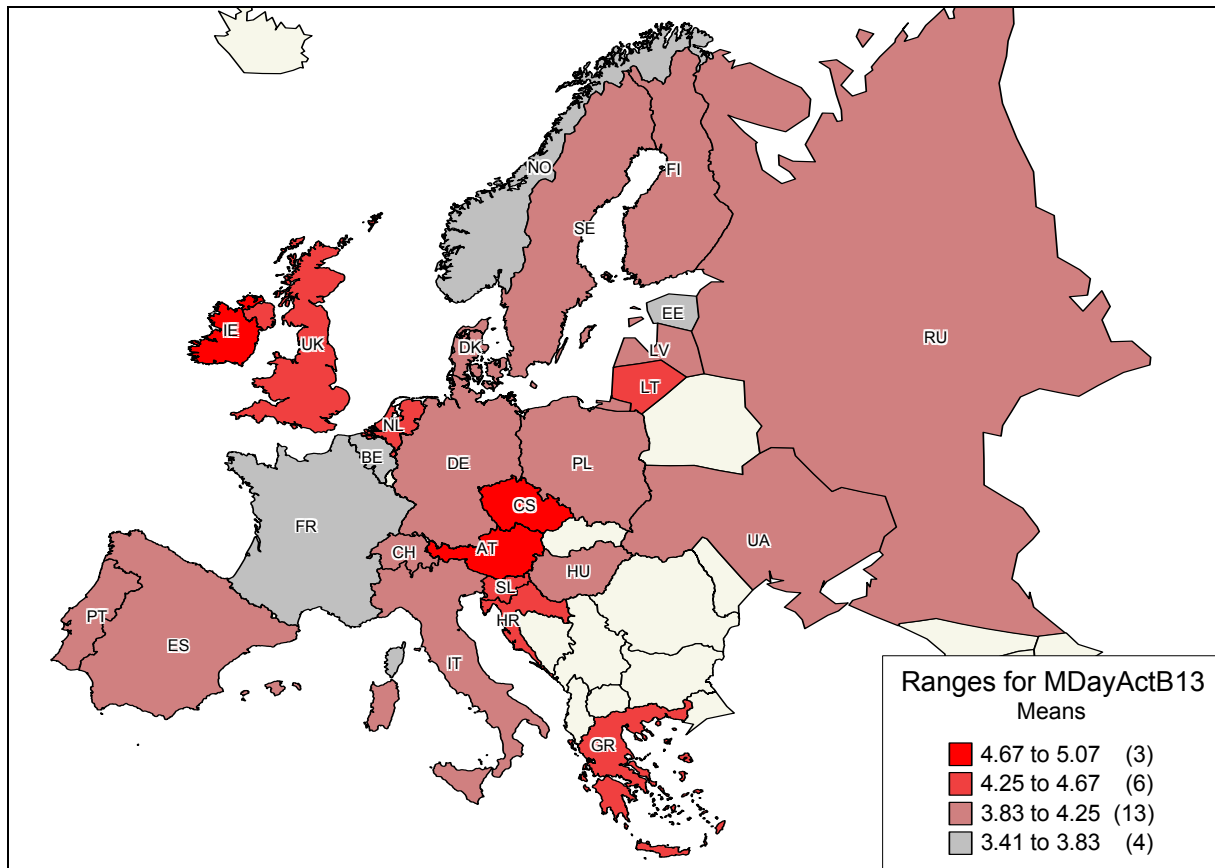 NO
FI
SE
EE
IE
RU
UK
DK
LV
LT
NL
BE
DE
PL
CS
FR
UA
AT
CH
HU
SL
PT
HR
ES
IT
GR
Ranges for MDayActB13
Means
4.67 to 5.07 (3)
4.25 to 4.67 (6)
3.83 to 4.25 (13)
3.41 to 3.83 (4)